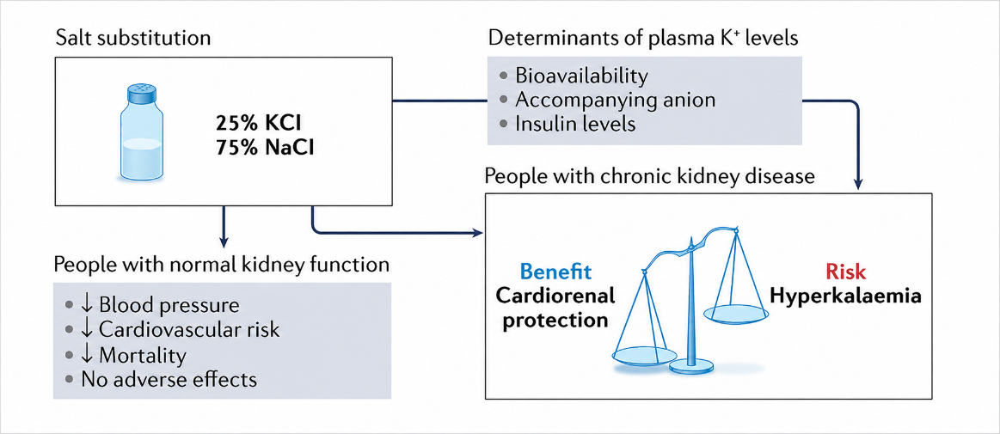 Salt substitution
25% KCl
75% NaCl
Determinants of plasma K⁺ levels
• Bioavailability
• Accompanying anion
• Insulin levels
People with normal kidney function
• ↓ Blood pressure
• ↓ Cardiovascular risk
• ↓ Mortality
• No adverse effects
People with chronic kidney disease
Benefit
Cardiorenal
protection
Risk
Hyperkalaemia